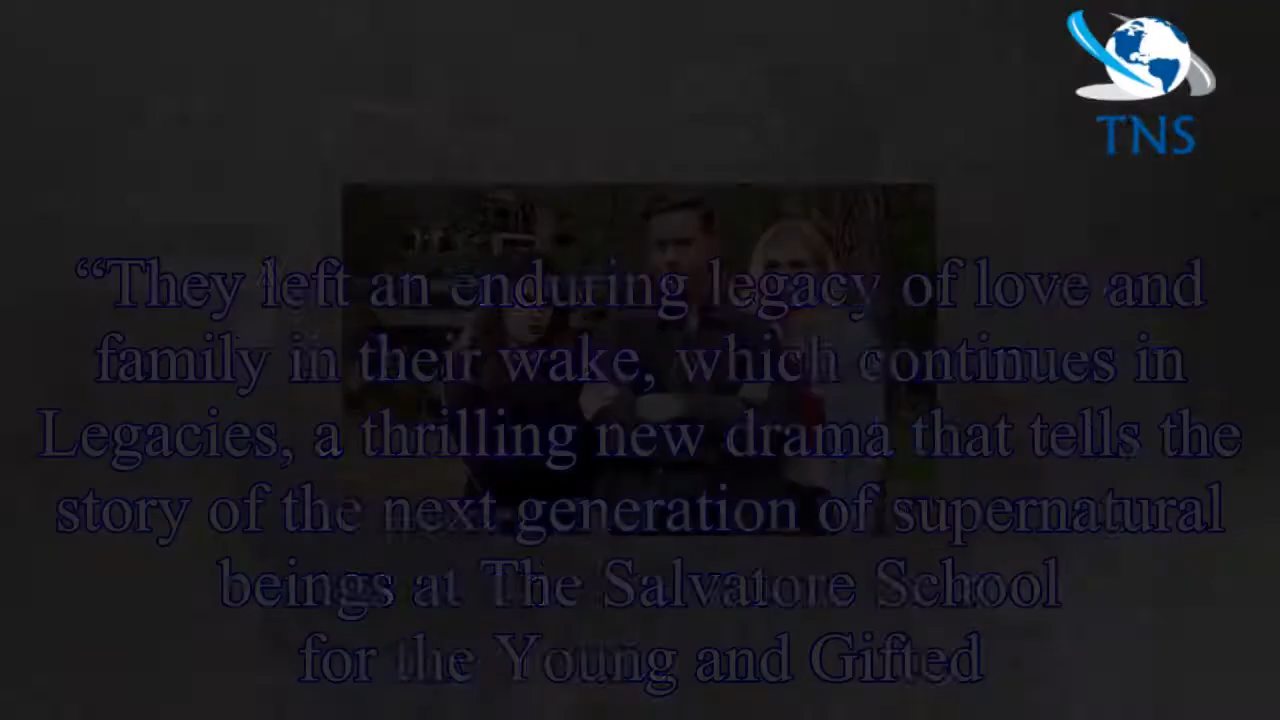 TNS
“They left an enduring legacy of love and
family in their wake, which continues in
Legacies, a thrilling new drama that tells the
story of the next generation of supernatural
beings at The Salvatore School
for the Young and Gifted